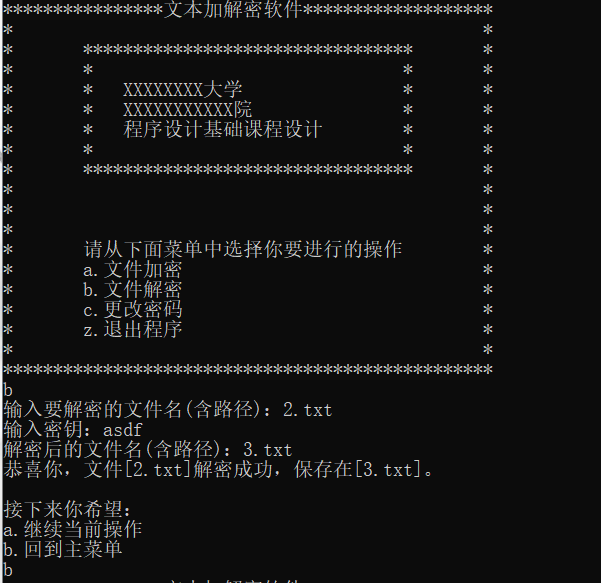 ****************文本加解密软件*******************
* *
* ********************************* *
* * * *
* * XXXXXXXX大学 * *
* * XXXXXXXXXXX院 * *
* * 程序设计基础课程设计 * *
* * * *
* ********************************* *
* *
* *
* *
* 请从下面菜单中选择你要进行的操作 *
* a.文件加密 *
* b.文件解密 *
* c.更改密码 *
* z.退出程序 *
* *
*************************************************
b
输入要解密的文件名(含路径): 2.txt
输入密钥: asdf
解密后的文件名(含路径): 3.txt
恭喜你, 文件[2.txt]解密成功, 保存在[3.txt]。
接下来你希望:
a.继续当前操作
b.回到主菜单
b